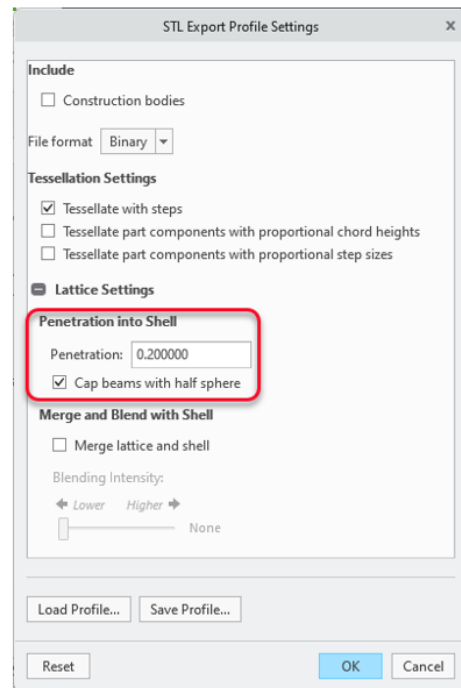 STL Export Profile Settings
Include
Construction bodies
File format Binary
Tessellation Settings
Tessellate with steps
Tessellate part components with proportional chord heights
Tessellate part components with proportional step sizes
Lattice Settings
Penetration into Shell
Penetration: 0.200000
Cap beams with half sphere
Merge and Blend with Shell
Merge lattice and shell
Blending Intensity:
Lower Higher
None
Load Profile... Save Profile...
Reset OK Cancel